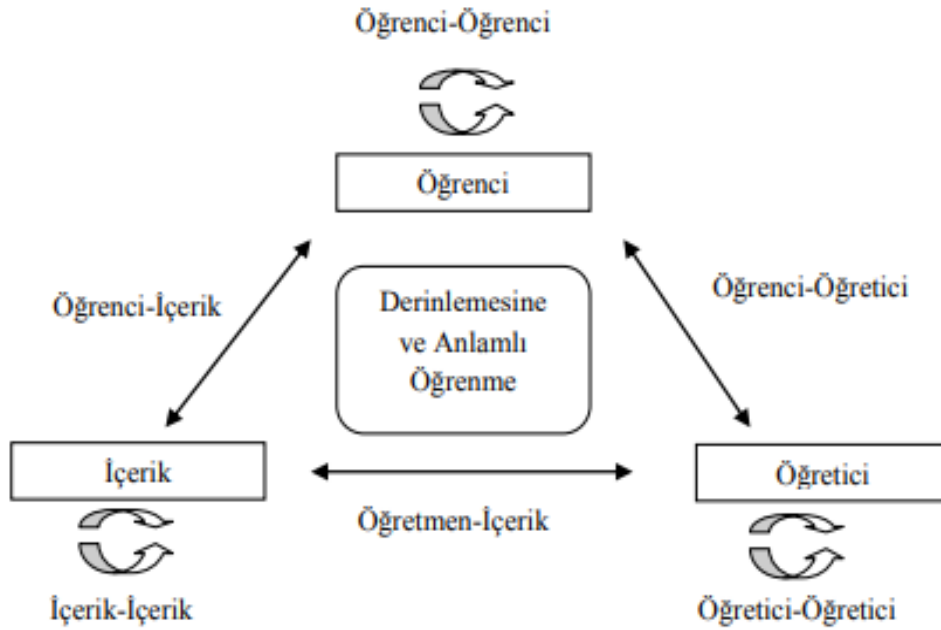 Öğrenci-Öğrenci
Öğrenci
Öğrenci-İçerik
Derinlemesine
ve Anlamlı
Öğrenme
Öğrenci-Öğretici
İçerik
Öğretici
Öğretmen-İçerik
İçerik-İçerik
Öğretici-Öğretici